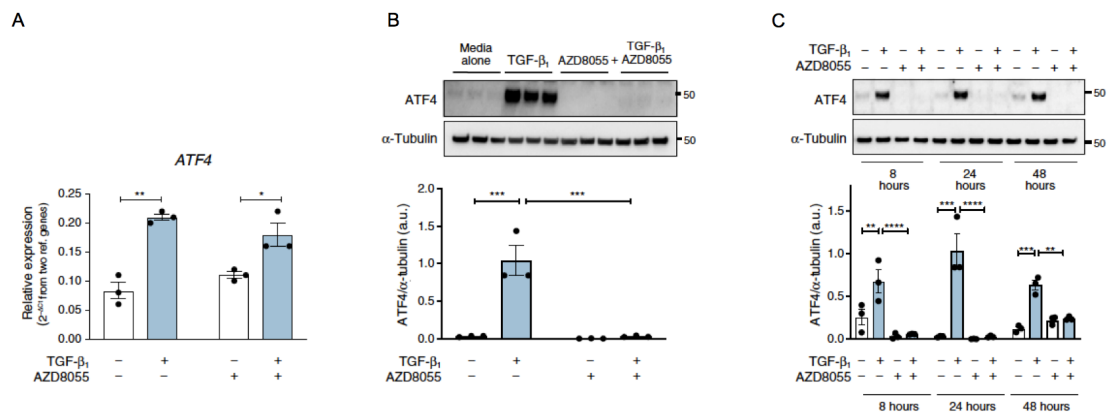 A
ATF4
Relative expression
(2⁻ΔCt from two ref. genes)
0.25
0.20
0.15
0.10
0.05
0.00
** *
TGF-β₁ – + – +
AZD8055 – – + +
B
Media
alone
TGF-β₁
AZD8055 +
TGF-β₁
AZD8055
ATF4
50
α-Tubulin
50
ATF4/α-tubulin (a.u.)
2.0
1.5
1.0
0.5
0.0
*** ***
TGF-β₁ – + – +
AZD8055 – – + +
C
TGF-β₁ – + – + – + – + – + – +
AZD8055 – – + + – – + + – – + +
ATF4
50
α-Tubulin
50
8
hours
24
hours
48
hours
ATF4/α-tubulin (a.u.)
2.0
1.5
1.0
0.5
0.0
** **** *** **** *** **
TGF-β₁ – + – + – + – + – + – +
AZD8055 – – + + – – + + – – + +
8 hours 24 hours 48 hours